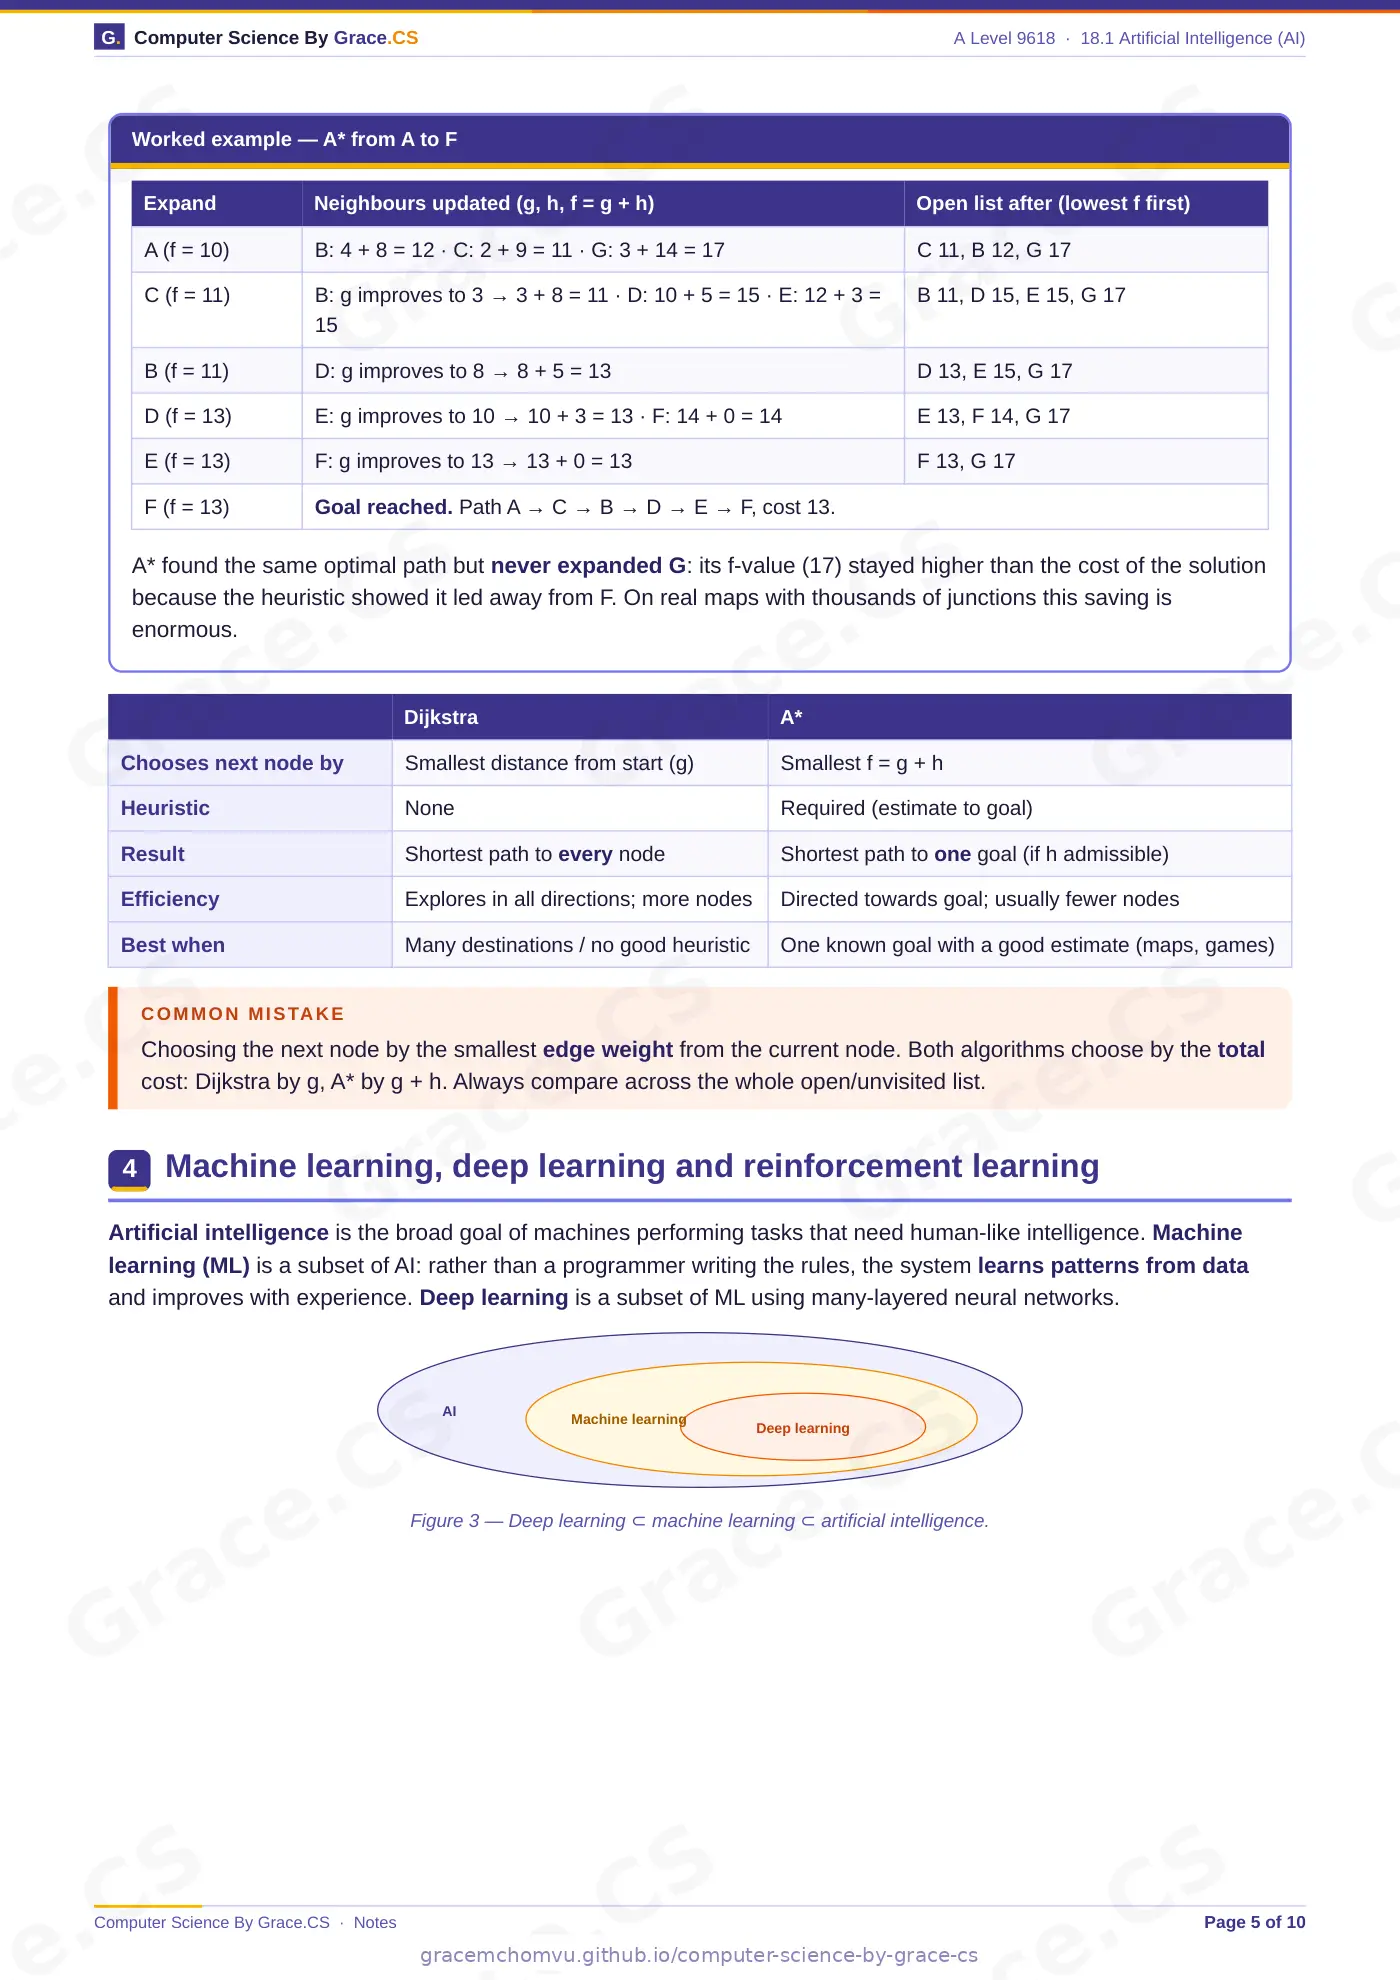 G. Computer Science By Grace.CS
A Level 9618 · 18.1 Artificial Intelligence (AI)
Worked example — A* from A to F
Expand Neighbours updated (g, h, f = g + h) Open list after (lowest f first)
A (f = 10) B: 4 + 8 = 12 · C: 2 + 9 = 11 · G: 3 + 14 = 17 C 11, B 12, G 17
C (f = 11) B: g improves to 3 → 3 + 8 = 11 · D: 10 + 5 = 15 · E: 12 + 3 = B 11, D 15, E 15, G 17
15
B (f = 11) D: g improves to 8 → 8 + 5 = 13 D 13, E 15, G 17
D (f = 13) E: g improves to 10 → 10 + 3 = 13 · F: 14 + 0 = 14 E 13, F 14, G 17
E (f = 13) F: g improves to 13 → 13 + 0 = 13 F 13, G 17
F (f = 13) Goal reached. Path A → C → B → D → E → F, cost 13.
A* found the same optimal path but never expanded G: its f-value (17) stayed higher than the cost of the solution
because the heuristic showed it led away from F. On real maps with thousands of junctions this saving is
enormous.
Dijkstra A*
Chooses next node by Smallest distance from start (g) Smallest f = g + h
Heuristic None Required (estimate to goal)
Result Shortest path to every node Shortest path to one goal (if h admissible)
Efficiency Explores in all directions; more nodes Directed towards goal; usually fewer nodes
Best when Many destinations / no good heuristic One known goal with a good estimate (maps, games)
COMMON MISTAKE
Choosing the next node by the smallest edge weight from the current node. Both algorithms choose by the total
cost: Dijkstra by g, A* by g + h. Always compare across the whole open/unvisited list.
4 Machine learning, deep learning and reinforcement learning
Artificial intelligence is the broad goal of machines performing tasks that need human-like intelligence. Machine
learning (ML) is a subset of AI: rather than a programmer writing the rules, the system learns patterns from data
and improves with experience. Deep learning is a subset of ML using many-layered neural networks.
AI
Machine learning
Deep learning
Figure 3 — Deep learning ⊂ machine learning ⊂ artificial intelligence.
Computer Science By Grace.CS · Notes
Page 5 of 10
gracemchomvu.github.io/computer-science-by-grace-cs